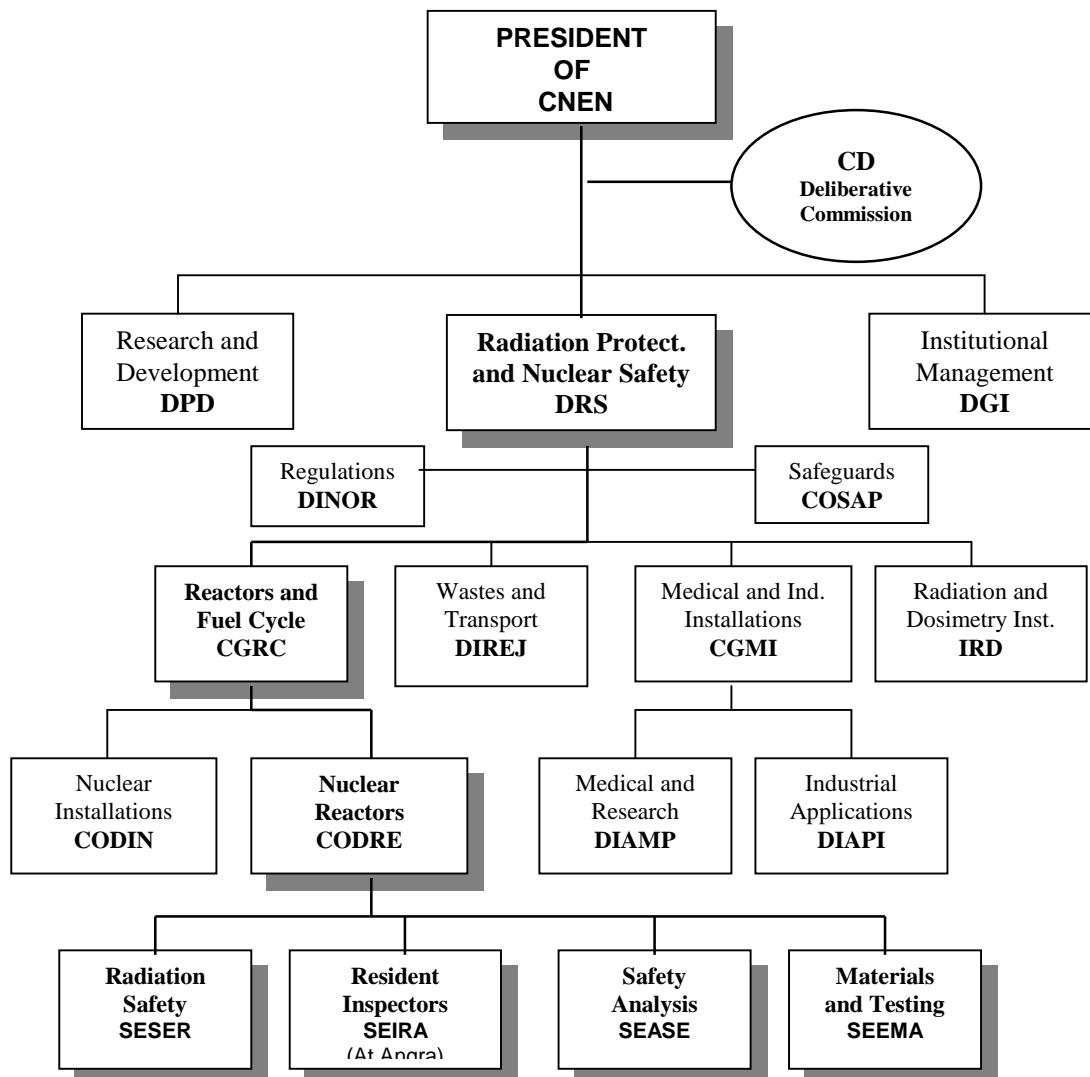 PRESIDENT
OF
CNEN
CD
Deliberative
Commission
Research and
Development
DPD
Radiation Protect.
and Nuclear Safety
DRS
Institutional
Management
DGI
Regulations
DINOR
Safeguards
COSAP
Reactors and
Fuel Cycle
CGRC
Wastes and
Transport
DIREJ
Medical and Ind.
Installations
CGMI
Radiation and
Dosimetry Inst.
IRD
Nuclear
Installations
CODIN
Nuclear
Reactors
CODRE
Medical and
Research
DIAMP
Industrial
Applications
DIAPI
Radiation
Safety
SESER
Resident
Inspectors
SEIRA
(At Angra)
Safety
Analysis
SEASE
Materials
and Testing
SEEMA